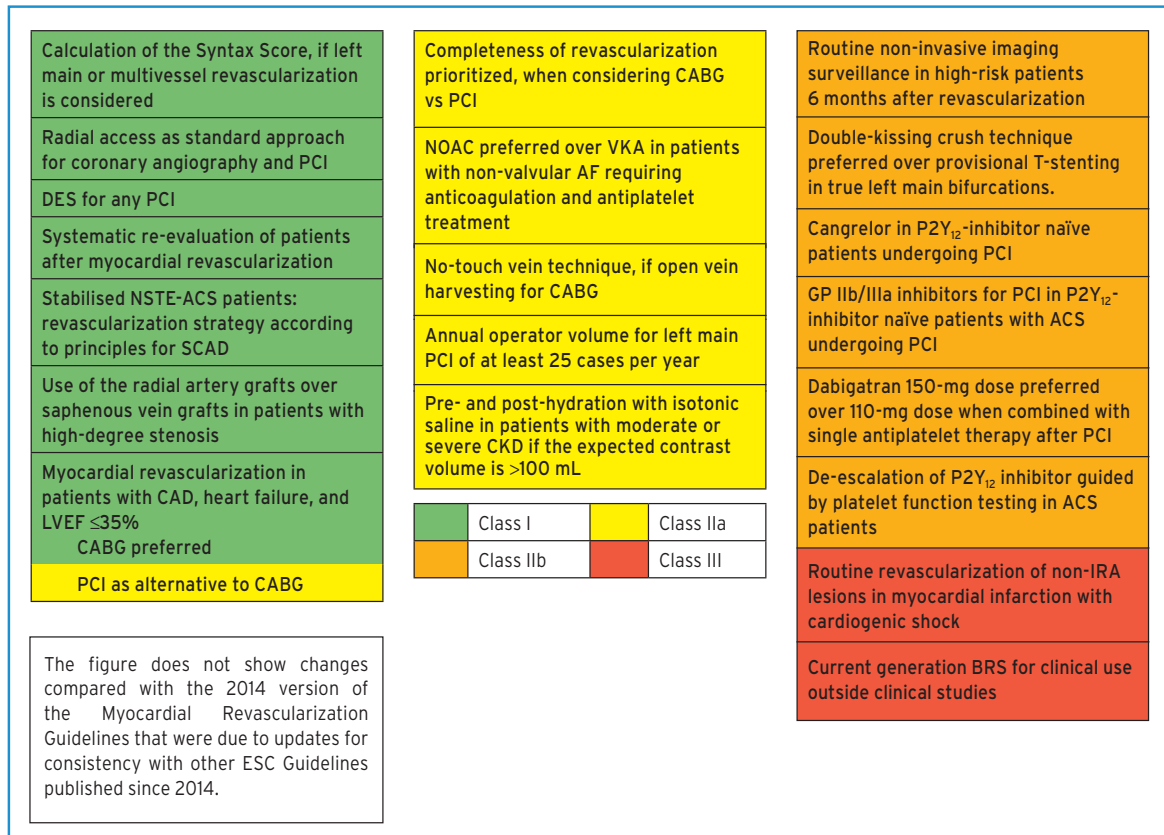 Calculation of the Syntax Score, if left
main or multivessel revascularization
is considered
Radial access as standard approach
for coronary angiography and PCI
DES for any PCI
Systematic re-evaluation of patients
after myocardial revascularization
Stabilised NSTE-ACS patients:
revascularization strategy according
to principles for SCAD
Use of the radial artery grafts over
saphenous vein grafts in patients with
high-degree stenosis
Myocardial revascularization in
patients with CAD, heart failure, and
LVEF ≤35%
CABG preferred
PCI as alternative to CABG
The figure does not show changes
compared with the 2014 version of
the Myocardial Revascularization
Guidelines that were due to updates for
consistency with other ESC Guidelines
published since 2014.
Completeness of revascularization
prioritized, when considering CABG
vs PCI
NOAC preferred over VKA in patients
with non-valvular AF requiring
anticoagulation and antiplatelet
treatment
No-touch vein technique, if open vein
harvesting for CABG
Annual operator volume for left main
PCI of at least 25 cases per year
Pre- and post-hydration with isotonic
saline in patients with moderate or
severe CKD if the expected contrast
volume is >100 mL
Class I
Class IIa
Class IIb
Class III
Routine non-invasive imaging
surveillance in high-risk patients
6 months after revascularization
Double-kissing crush technique
preferred over provisional T-stenting
in true left main bifurcations.
Cangrelor in P2Y₁₂-inhibitor naïve
patients undergoing PCI
GP IIb/IIIa inhibitors for PCI in P2Y₁₂-
inhibitor naïve patients with ACS
undergoing PCI
Dabigatran 150-mg dose preferred
over 110-mg dose when combined with
single antiplatelet therapy after PCI
De-escalation of P2Y₁₂ inhibitor guided
by platelet function testing in ACS
patients
Routine revascularization of non-IRA
lesions in myocardial infarction with
cardiogenic shock
Current generation BRS for clinical use
outside clinical studies